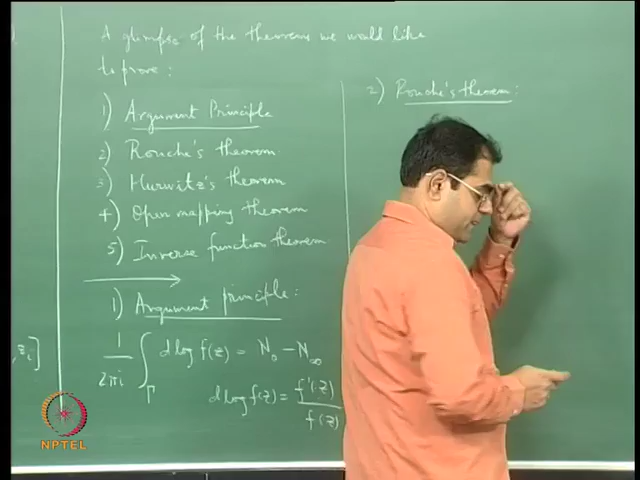 A glimpse of the theorems we would like
to prove :
1) Argument Principle
2) Rouche's theorem
3) Hurwitz's theorem
4) Open mapping theorem
5) Inverse function theorem
1) Argument principle :
1/2πi ∫_Γ d log f(z) = N₀ − N_∞
d log f(z) = f'(z)/f(z)
, z_i]
2) Rouche's theorem :
NPTEL